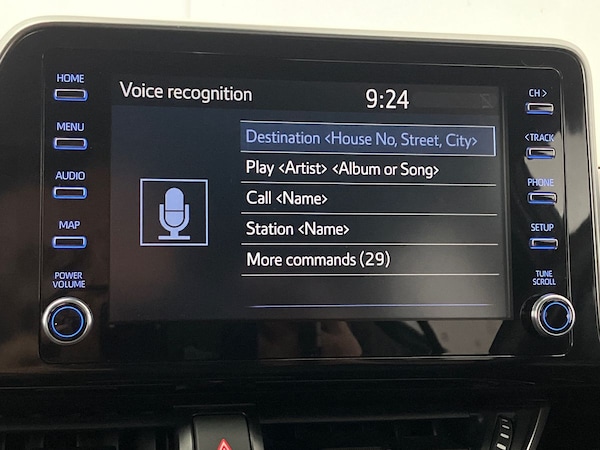 HOME
MENU
AUDIO
MAP
POWER
VOLUME
Voice recognition
9:24
Destination <House No, Street, City>
Play <Artist> <Album or Song>
Call <Name>
Station <Name>
More commands (29)
CH >
< TRACK
PHONE
SETUP
TUNE
SCROLL